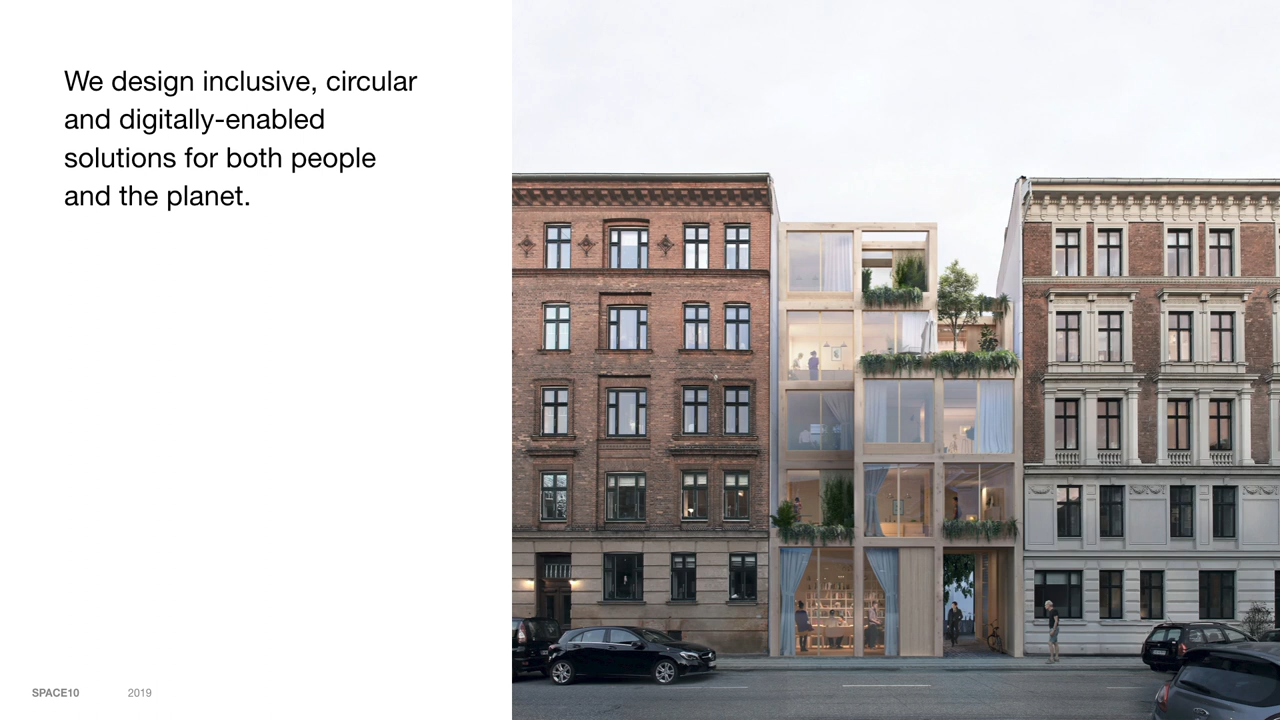 We design inclusive, circular
and digitally-enabled
solutions for both people
and the planet.
SPACE10 2019